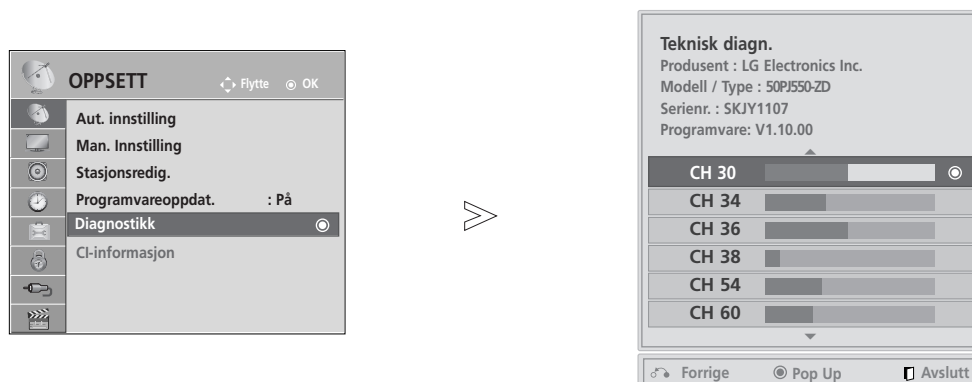 OPPSETT
Flytte OK
Aut. innstilling
Man. Innstilling
Stasjonsredig.
Programvareoppdat. : På
Diagnostikk
CI-informasjon
Teknisk diagn.
Produsent : LG Electronics Inc.
Modell / Type : 50PJ550-ZD
Serienr. : SKJY1107
Programvare: V1.10.00
CH 30
CH 34
CH 36
CH 38
CH 54
CH 60
Forrige Pop Up Avslutt